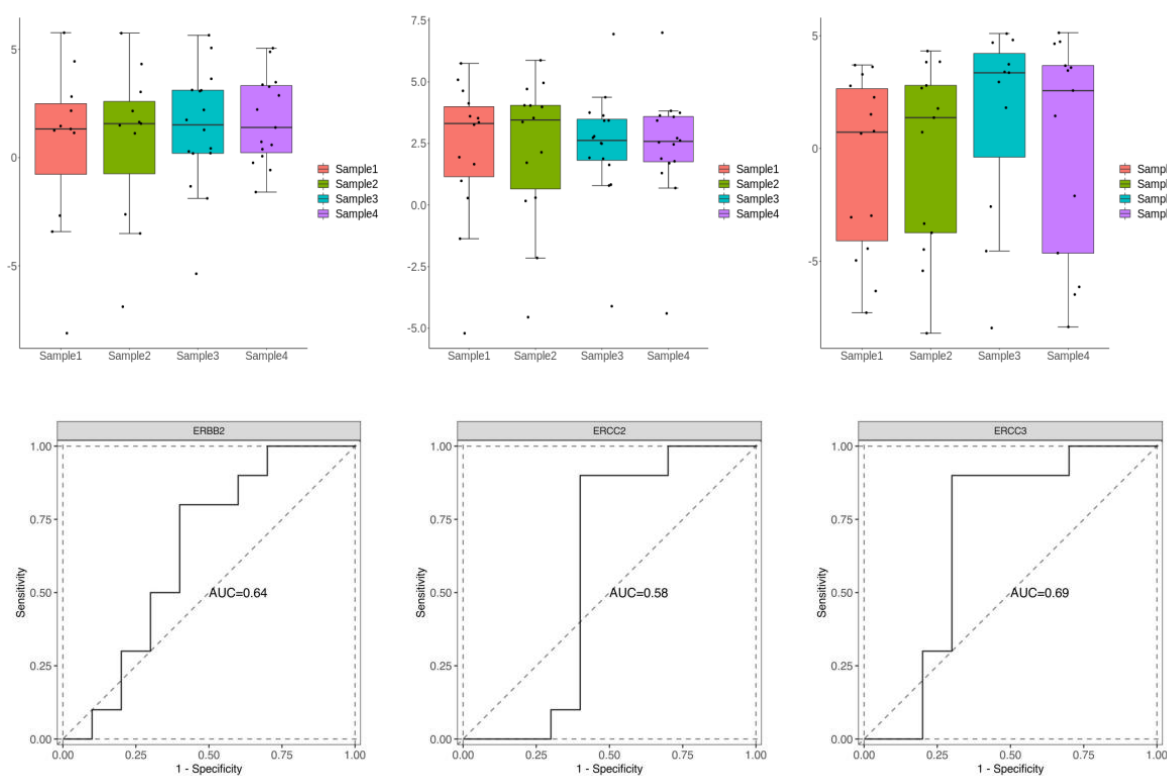 5
0
-5
Sample1 Sample2 Sample3 Sample4
Sample1
Sample2
Sample3
Sample4
7.5
5.0
2.5
0.0
-2.5
-5.0
Sample1 Sample2 Sample3 Sample4
Sample1
Sample2
Sample3
Sample4
5
0
-5
Sample1 Sample2 Sample3 Sample4
Sampl
Sampl
Sampl
Sampl
ERBB2
1.00
0.75
0.50
0.25
0.00
Sensitivity
AUC=0.64
0.00 0.25 0.50 0.75 1.00
1 - Specificity
ERCC2
1.00
0.75
0.50
0.25
0.00
Sensitivity
AUC=0.58
0.00 0.25 0.50 0.75 1.00
1 - Specificity
ERCC3
1.00
0.75
0.50
0.25
0.00
Sensitivity
AUC=0.69
0.00 0.25 0.50 0.75 1.00
1 - Specificity